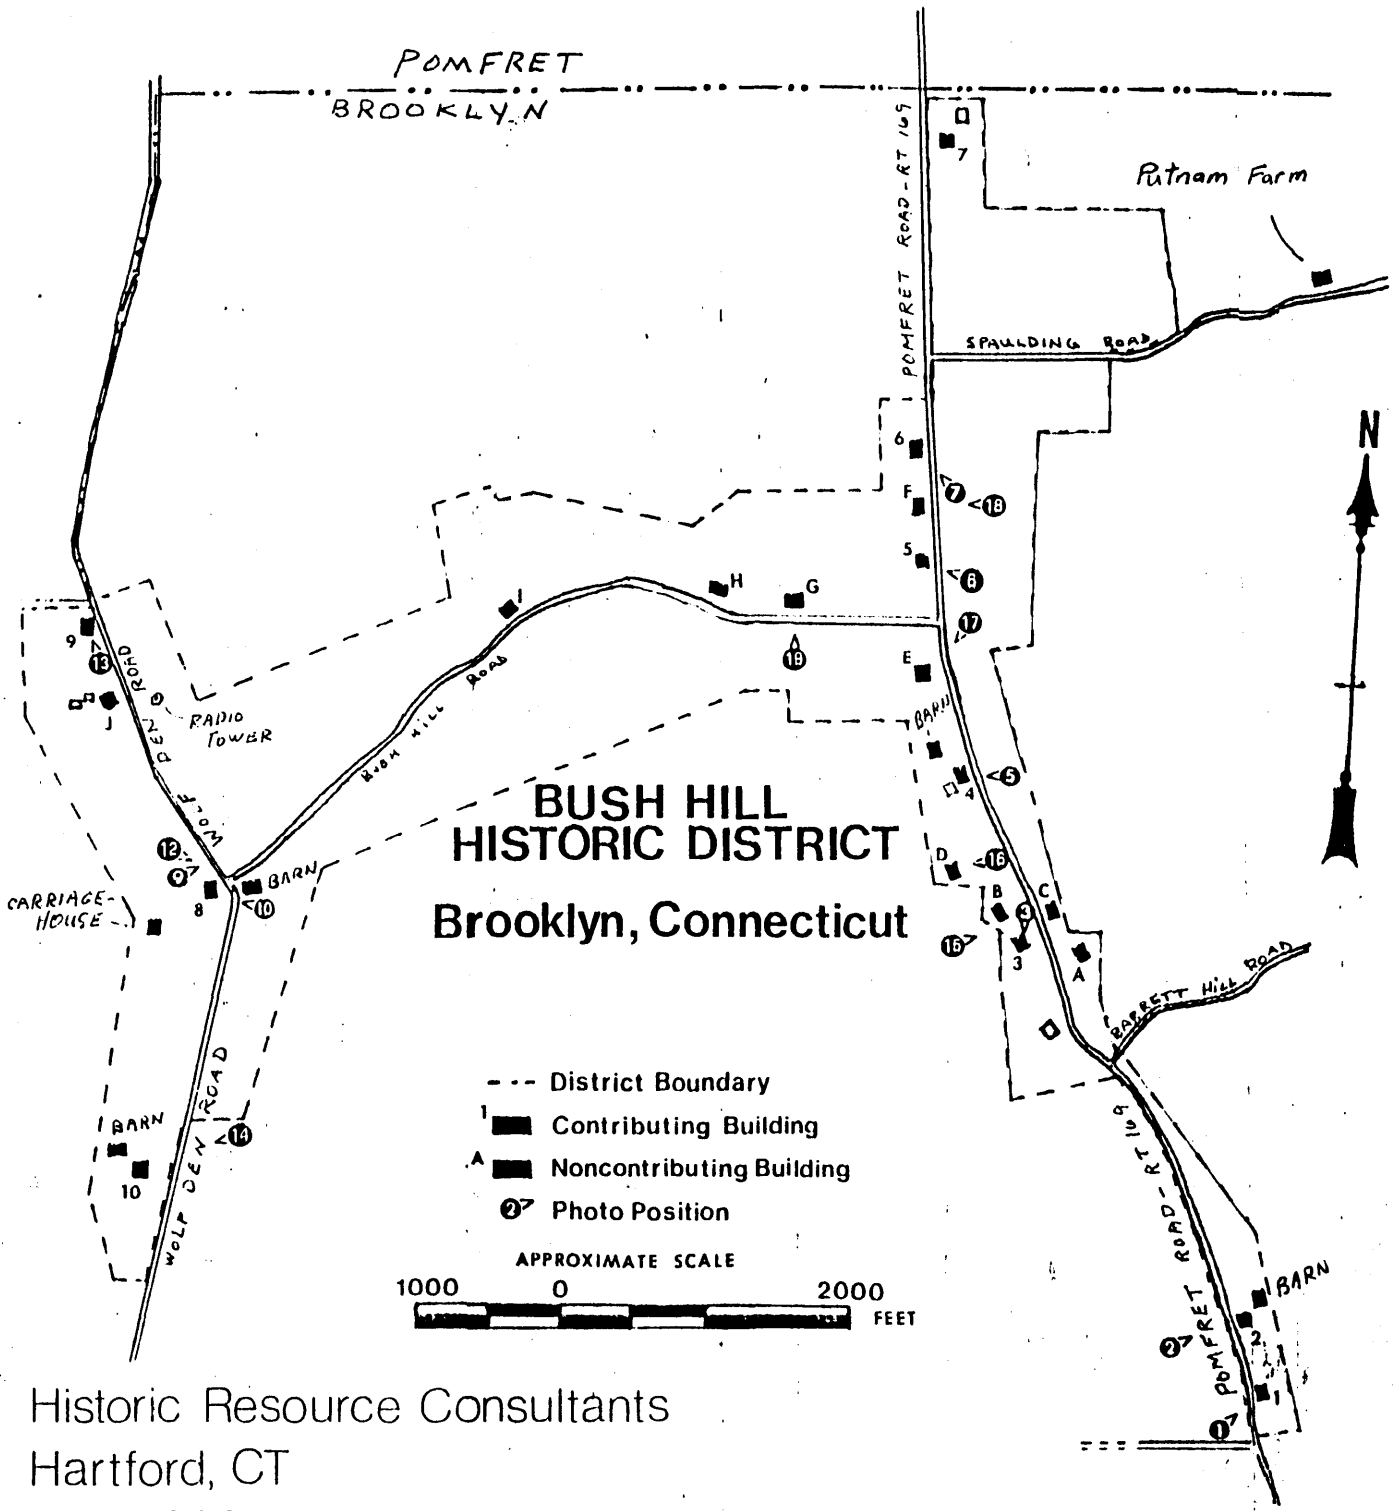 POMFRET
BROOKLYN
POMFRET ROAD-RT 169
7
Putnam Farm
SPAULDING ROAD
N
6
F
7
18
5
6
H
G
I
17
19
E
9
13
WOLF DEN ROAD
RADIO
TOWER
J
BUSH HILL ROAD
BARN
4
5
BUSH HILL
HISTORIC DISTRICT
Brooklyn, Connecticut
12
9
8
BARN
10
CARRIAGE-
HOUSE
D
16
B
3
C
15
3
A
BARRETT HILL ROAD
BARN
10
WOLF DEN ROAD
14
--- District Boundary
1 Contributing Building
A Noncontributing Building
2 Photo Position
APPROXIMATE SCALE
1000 0 2000
FEET
POMFRET ROAD-RT 169
BARN
2
2
1
Historic Resource Consultants
Hartford, CT